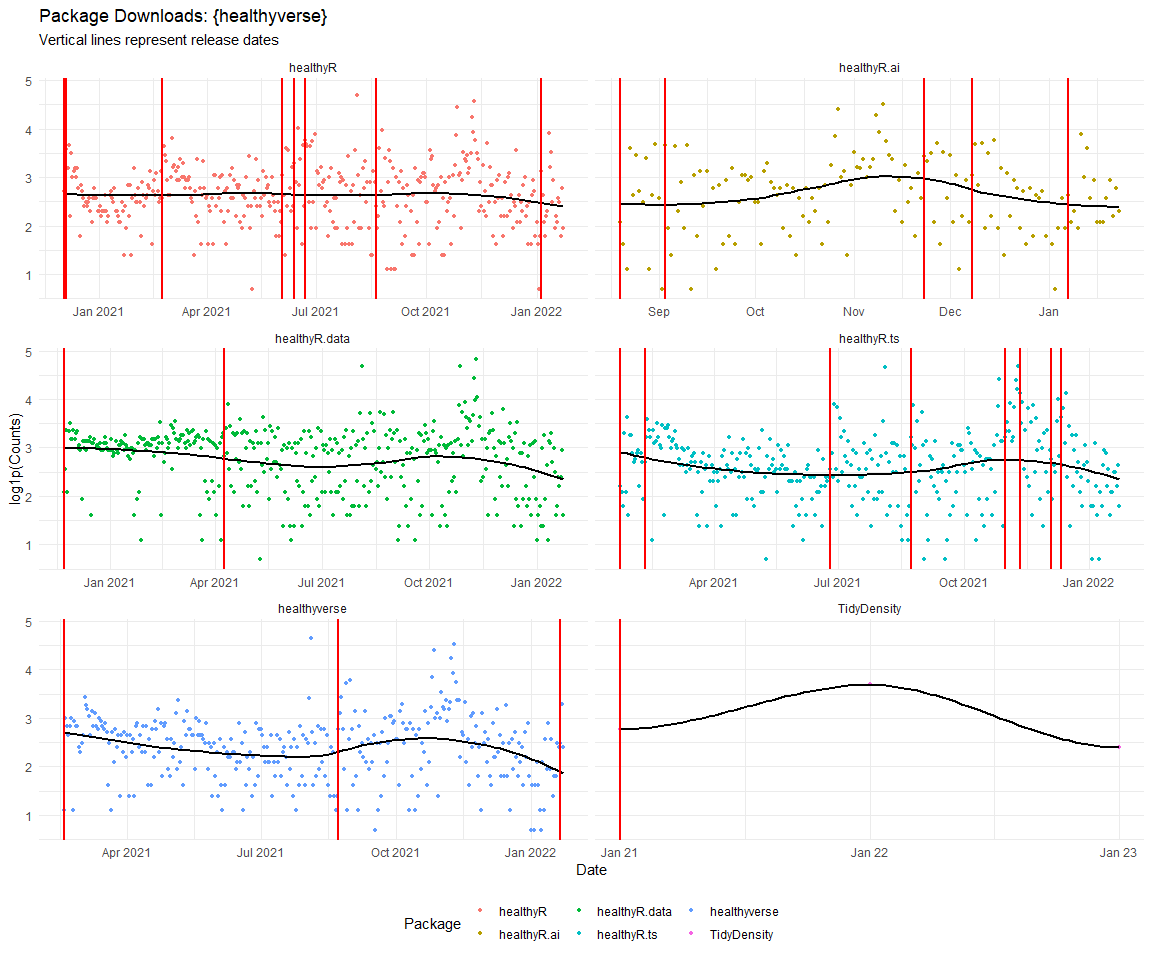 Package Downloads: {healthyverse}
Vertical lines represent release dates
healthyR
healthyR.ai
5
4
3
2
1
Jan 2021 Apr 2021 Jul 2021 Oct 2021 Jan 2022
Sep Oct Nov Dec Jan
healthyR.data
healthyR.ts
5
4
3
2
1
log1p(Counts)
Jan 2021 Apr 2021 Jul 2021 Oct 2021 Jan 2022
Apr 2021 Jul 2021 Oct 2021 Jan 2022
healthyverse
TidyDensity
5
4
3
2
1
Apr 2021 Jul 2021 Oct 2021 Jan 2022
Jan 21 Jan 22 Jan 23
Date
Package
healthyR healthyR.data healthyverse
healthyR.ai healthyR.ts TidyDensity